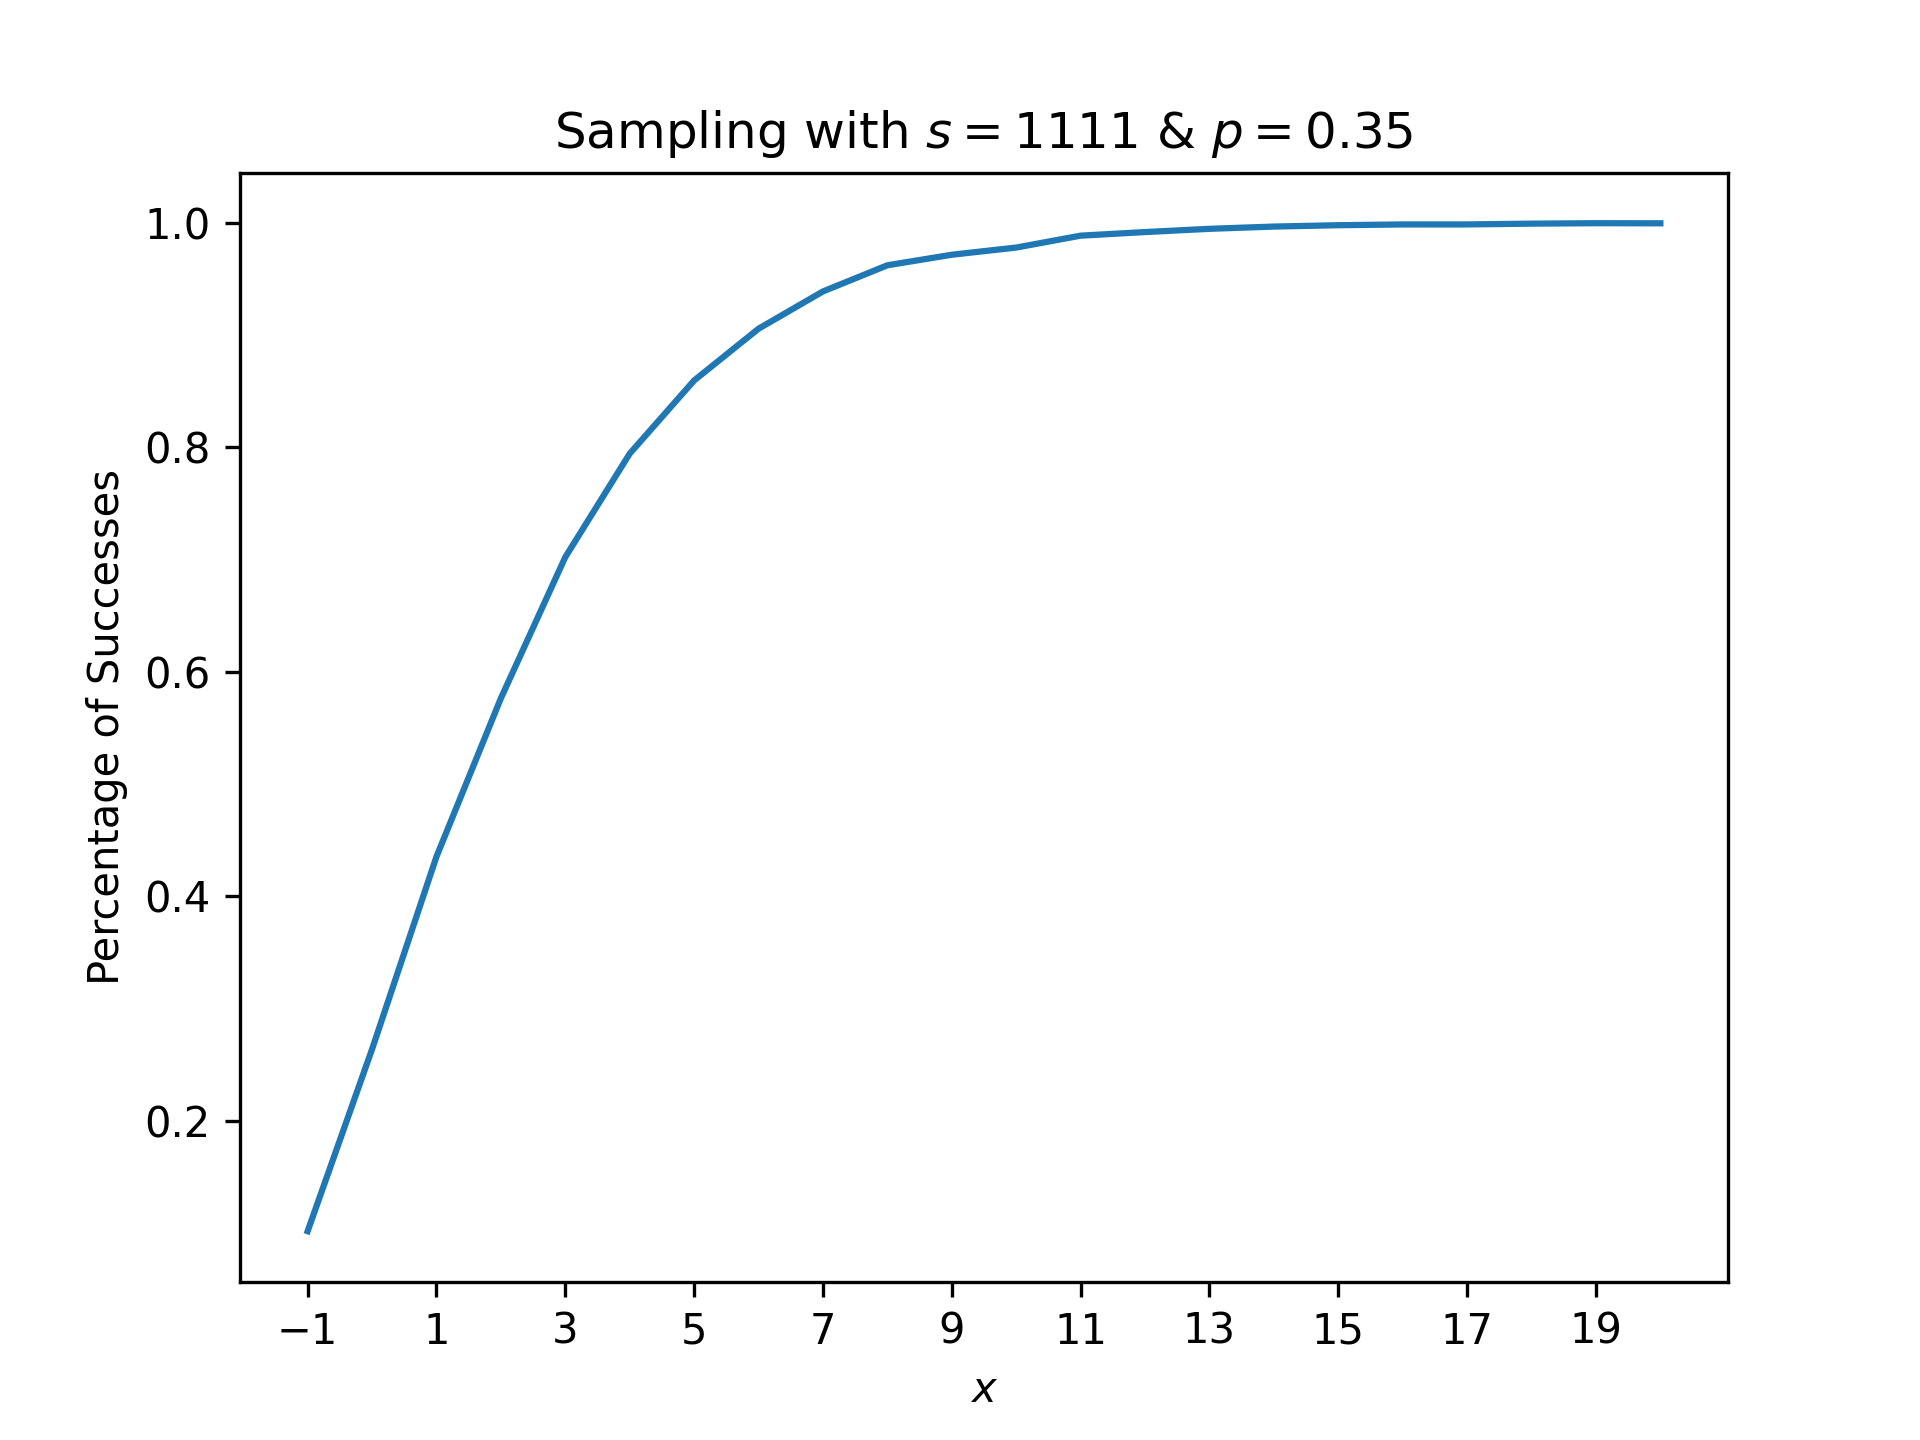 Sampling with s = 1111 & p = 0.35
1.0
0.8
0.6
0.4
0.2
Percentage of Successes
−1 1 3 5 7 9 11 13 15 17 19
x